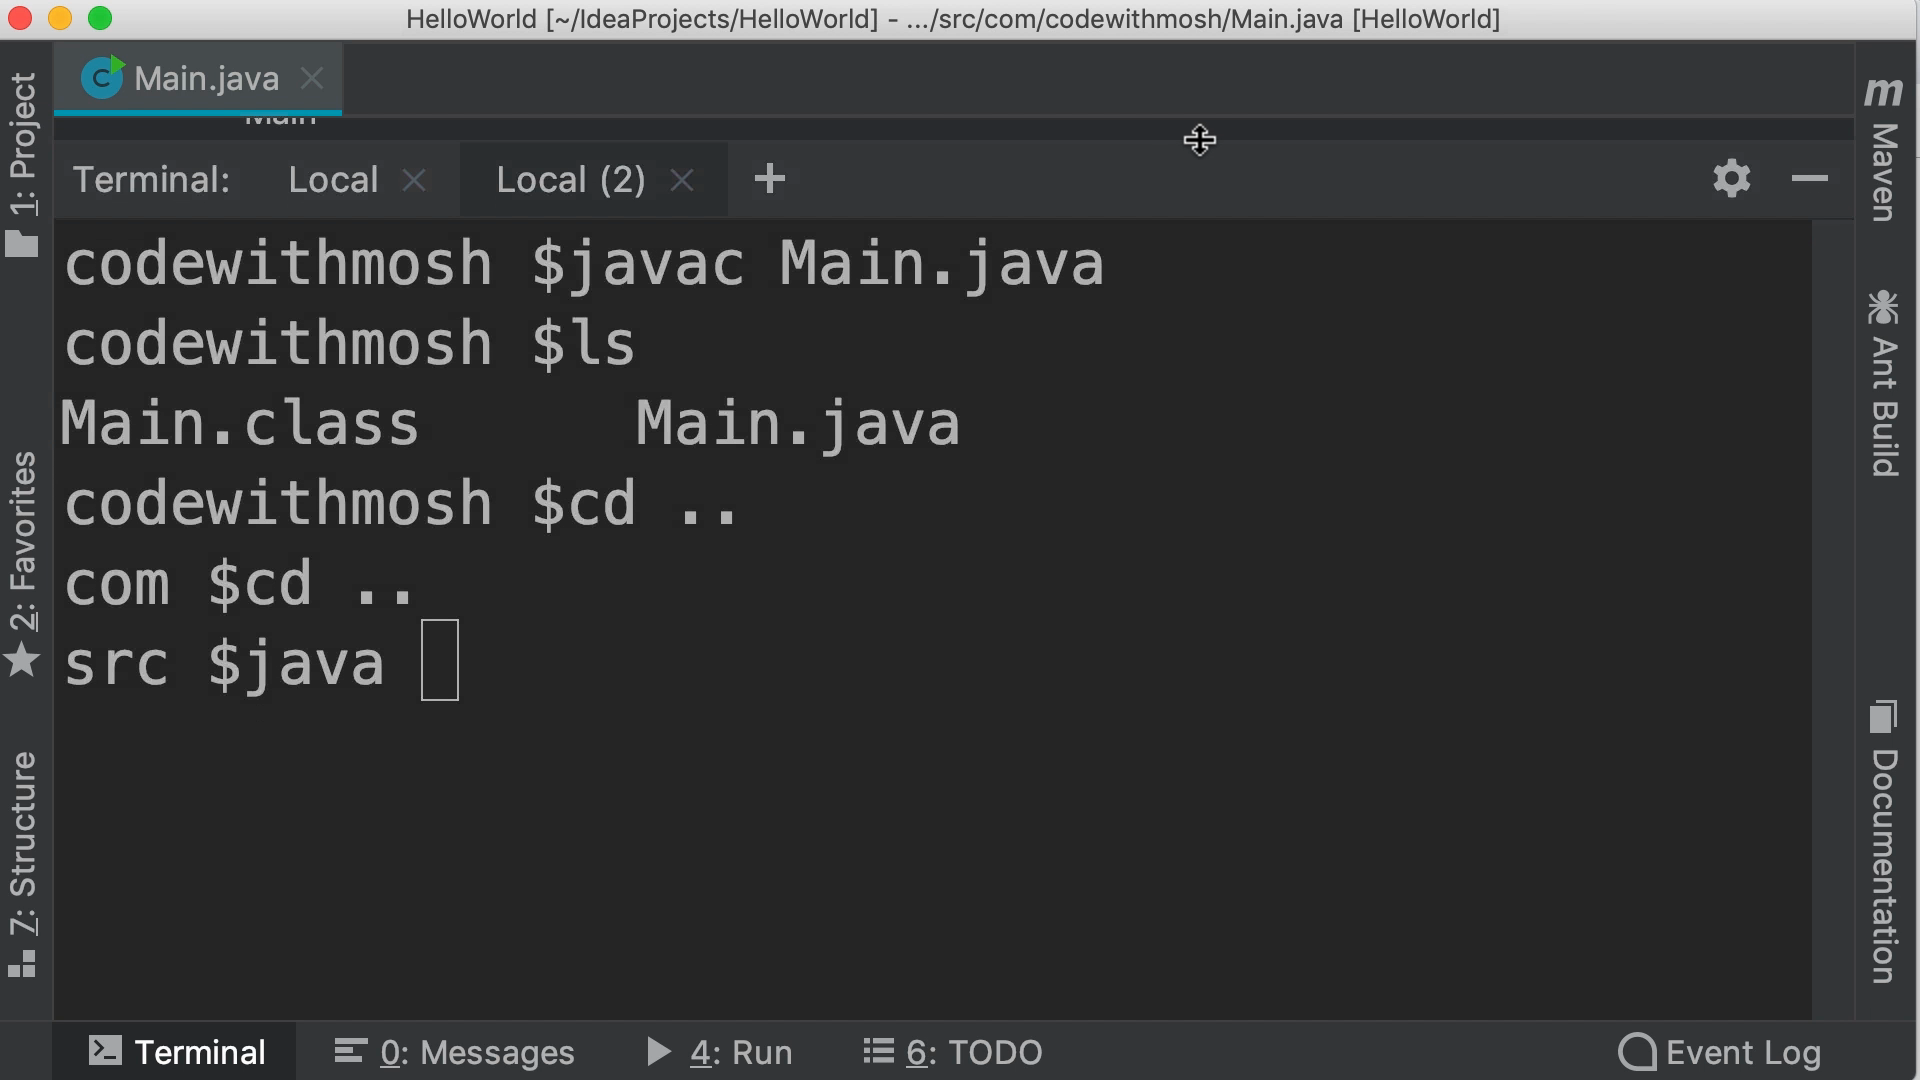 HelloWorld [~/IdeaProjects/HelloWorld] - .../src/com/codewithmosh/Main.java [HelloWorld]
Main.java
Main
Terminal: Local Local (2)
codewithmosh $javac Main.java
codewithmosh $ls
Main.class Main.java
codewithmosh $cd ..
com $cd ..
src $java
1: Project
2: Favorites
7: Structure
m Maven
Ant Build
Documentation
Terminal 0: Messages 4: Run 6: TODO Event Log